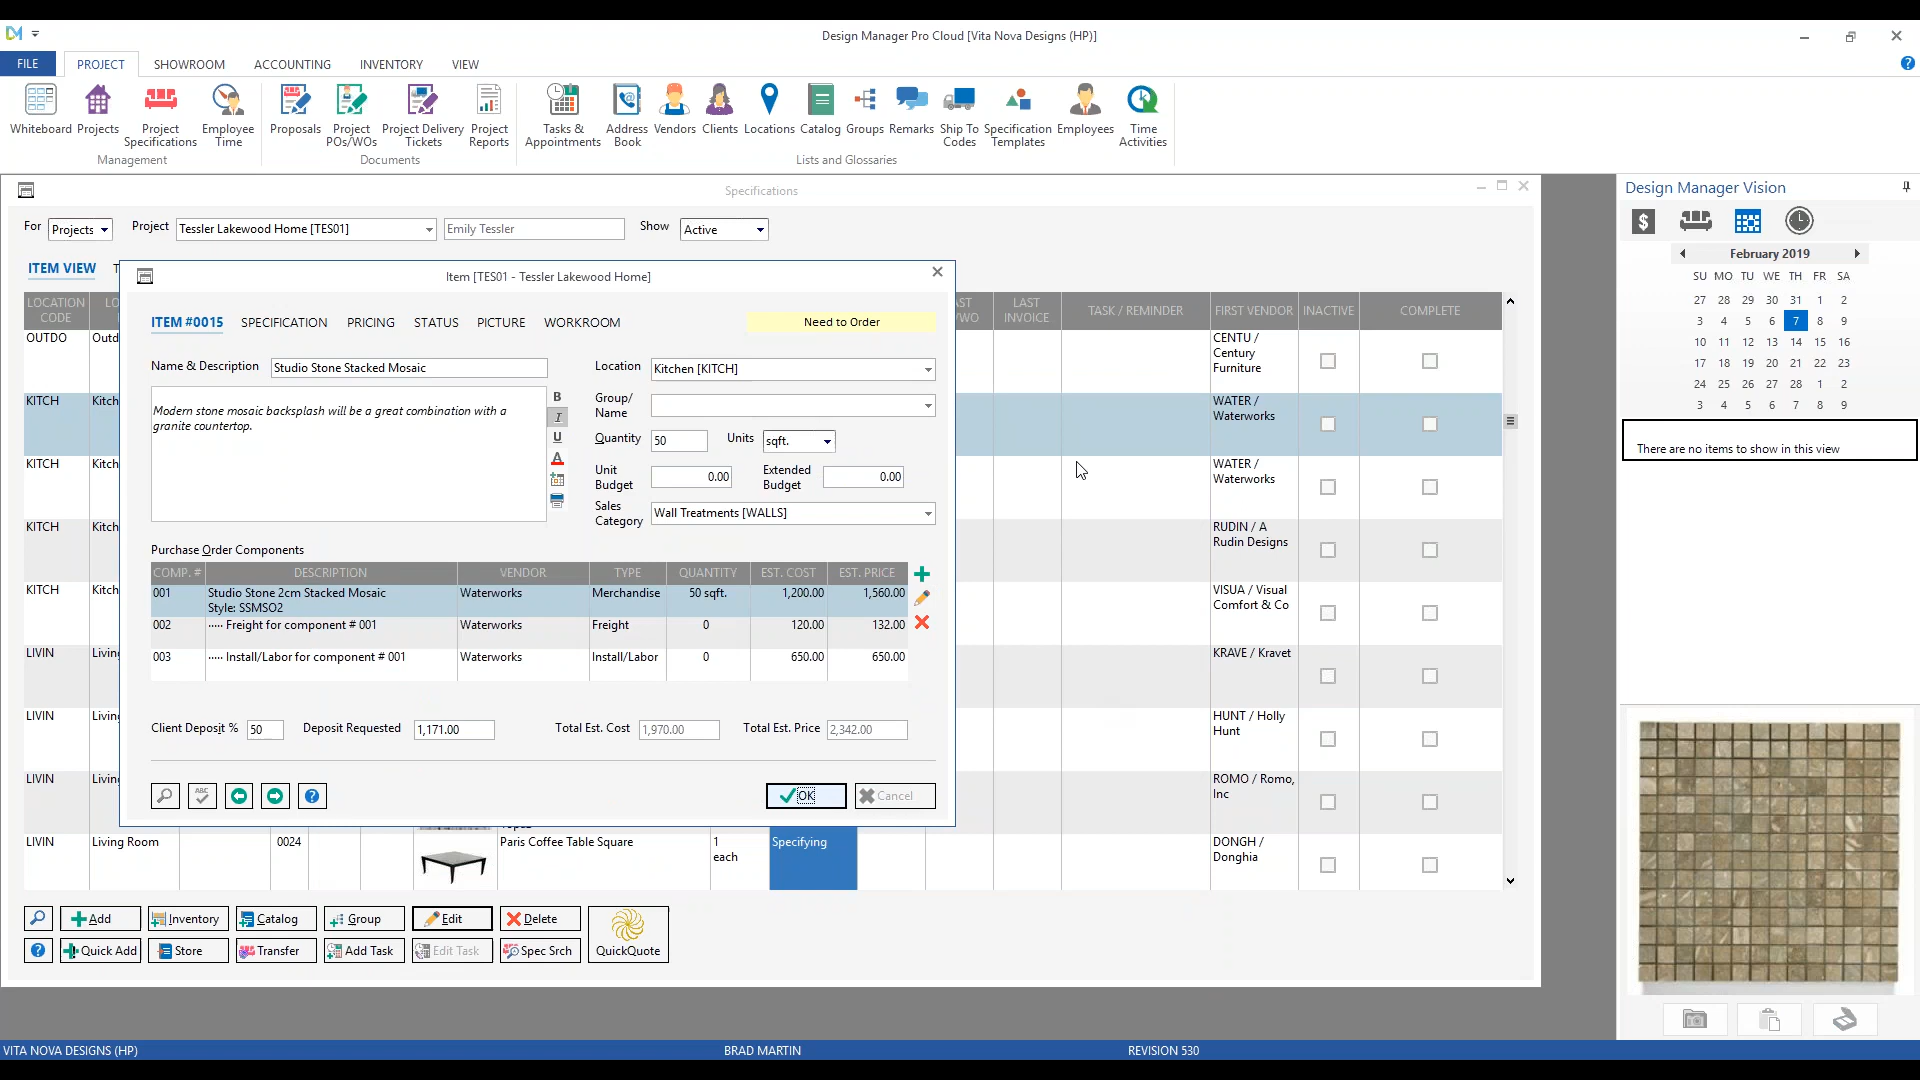 Design Manager Pro Cloud [Vita Nova Designs (HP)]
FILE PROJECT SHOWROOM ACCOUNTING INVENTORY VIEW
Whiteboard Projects Project Specifications Employee Time
Management
Proposals Project POs/WOs Project Delivery Tickets Project Reports
Documents
Tasks & Appointments Address Book Vendors Clients Locations Catalog Groups Remarks Ship To Codes Specification Templates Employees Time Activities
Lists and Glossaries
Specifications
For Projects Project Tessler Lakewood Home [TES01] Emily Tessler Show Active
ITEM VIEW T
LOCATION CODE LO AST /WO LAST INVOICE TASK / REMINDER FIRST VENDOR INACTIVE COMPLETE
OUTDO Outd CENTU / Century Furniture
KITCH Kitch WATER / Waterworks
KITCH Kitch WATER / Waterworks
KITCH Kitch RUDIN / A Rudin Designs
KITCH Kitch VISUA / Visual Comfort & Co
LIVIN Living KRAVE / Kravet
LIVIN Living HUNT / Holly Hunt
LIVIN Living ROMO / Romo, Inc
LIVIN Living Room 0024 Paris Coffee Table Square 1 each Specifying DONGH / Donghia
Item [TES01 - Tessler Lakewood Home]
ITEM #0015 SPECIFICATION PRICING STATUS PICTURE WORKROOM Need to Order
Name & Description Studio Stone Stacked Mosaic
Modern stone mosaic backsplash will be a great combination with a
granite countertop.
B
I
U
A
Location Kitchen [KITCH]
Group/ Name
Quantity 50 Units sqft.
Unit Budget 0.00 Extended Budget 0.00
Sales Category Wall Treatments [WALLS]
Purchase Order Components
COMP. # DESCRIPTION VENDOR TYPE QUANTITY EST. COST EST. PRICE
001 Studio Stone 2cm Stacked Mosaic Waterworks Merchandise 50 sqft. 1,200.00 1,560.00
Style: SSMSO2
002 ····· Freight for component # 001 Waterworks Freight 0 120.00 132.00
003 ····· Install/Labor for component # 001 Waterworks Install/Labor 0 650.00 650.00
Client Deposit % 50 Deposit Requested 1,171.00 Total Est. Cost 1,970.00 Total Est. Price 2,342.00
ABC ? OK Cancel
Add Inventory Catalog Group Edit Delete QuickQuote
? Quick Add Store Transfer Add Task Edit Task Spec Srch
Design Manager Vision
$
February 2019
SU MO TU WE TH FR SA
27 28 29 30 31 1 2
3 4 5 6 7 8 9
10 11 12 13 14 15 16
17 18 19 20 21 22 23
24 25 26 27 28 1 2
3 4 5 6 7 8 9
There are no items to show in this view
VITA NOVA DESIGNS (HP) BRAD MARTIN REVISION 530